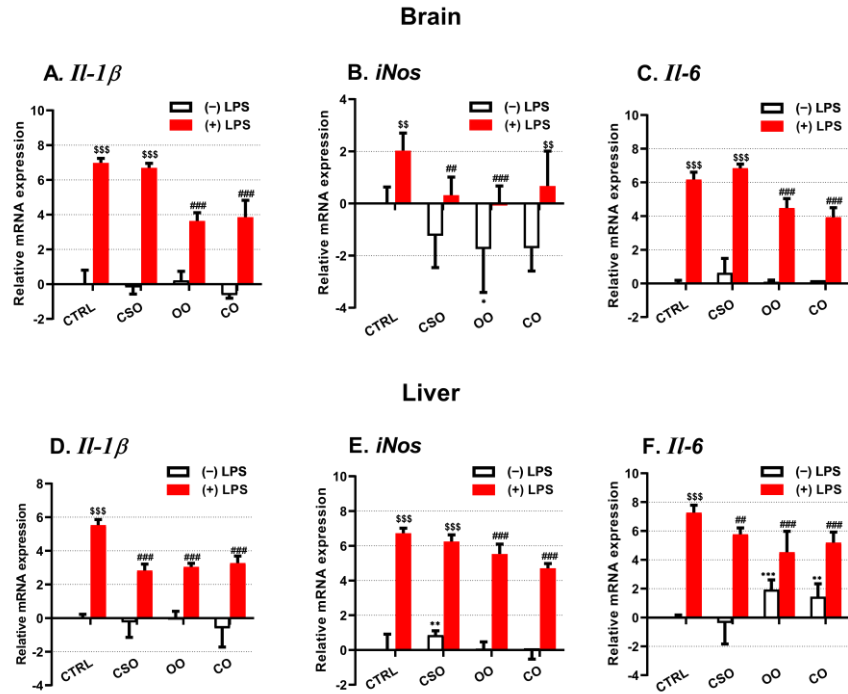 Brain
A. Il-1β
(−) LPS
(+) LPS
Relative mRNA expression
10
8
6
4
2
0
-2
$$$
$$$
###
###
CTRL
CSO
OO
CO
B. iNos
(−) LPS
(+) LPS
Relative mRNA expression
4
2
0
-2
-4
$$
##
###
$$
*
CTRL
CSO
OO
CO
C. Il-6
(−) LPS
(+) LPS
Relative mRNA expression
10
8
6
4
2
0
-2
$$$
$$$
###
###
CTRL
CSO
OO
CO
Liver
D. Il-1β
(−) LPS
(+) LPS
Relative mRNA expression
8
6
4
2
0
-2
-4
$$$
###
###
###
CTRL
CSO
OO
CO
E. iNos
(−) LPS
(+) LPS
Relative mRNA expression
10
8
6
4
2
0
-2
$$$
$$$
###
###
**
CTRL
CSO
OO
CO
F. Il-6
(−) LPS
(+) LPS
Relative mRNA expression
10
8
6
4
2
0
-2
-4
$$$
##
###
###
***
**
CTRL
CSO
OO
CO